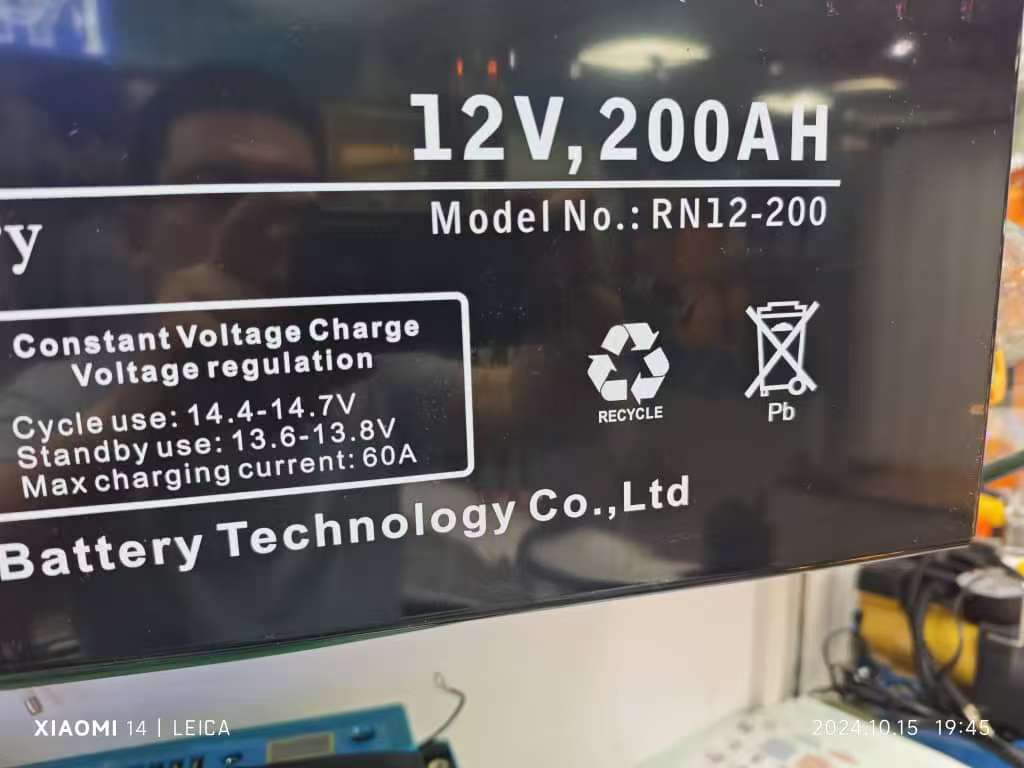 12V,200AH
Model No.: RN12-200
Constant Voltage Charge
Voltage regulation
Cycle use: 14.4-14.7V
Standby use: 13.6-13.8V
Max charging current: 60A
RECYCLE
Pb
Battery Technology Co.,Ltd
XIAOMI 14 | LEICA
2024.10.15 19:45